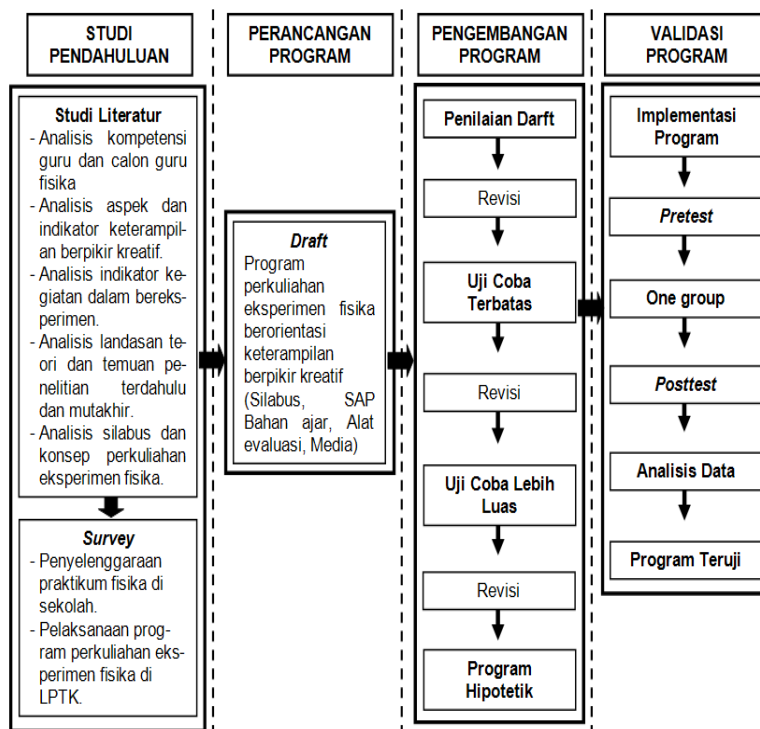 STUDI
PENDAHULUAN
PERANCANGAN
PROGRAM
PENGEMBANGAN
PROGRAM
VALIDASI
PROGRAM
Studi Literatur
- Analisis kompetensi
guru dan calon guru
fisika
- Analisis aspek dan
indikator keterampil-
an berpikir kreatif.
- Analisis indikator ke-
giatan dalam bereks-
perimen.
- Analisis landasan te-
ori dan temuan pe-
nelitian terdahulu
dan mutakhir.
- Analisis silabus dan
konsep perkuliahan
eksperimen fisika.
Survey
- Penyelenggaraan
praktikum fisika di
sekolah.
- Pelaksanaan prog-
ram perkuliahan eks-
perimen fisika di
LPTK.
Draft
Program
perkuliahan
eksperimen fisika
berorientasi
keterampilan
berpikir kreatif
(Silabus, SAP
Bahan ajar, Alat
evaluasi, Media)
Penilaian Darft
Revisi
Uji Coba
Terbatas
Revisi
Uji Coba Lebih
Luas
Revisi
Program
Hipotetik
Implementasi
Program
Pretest
One group
Posttest
Analisis Data
Program Teruji